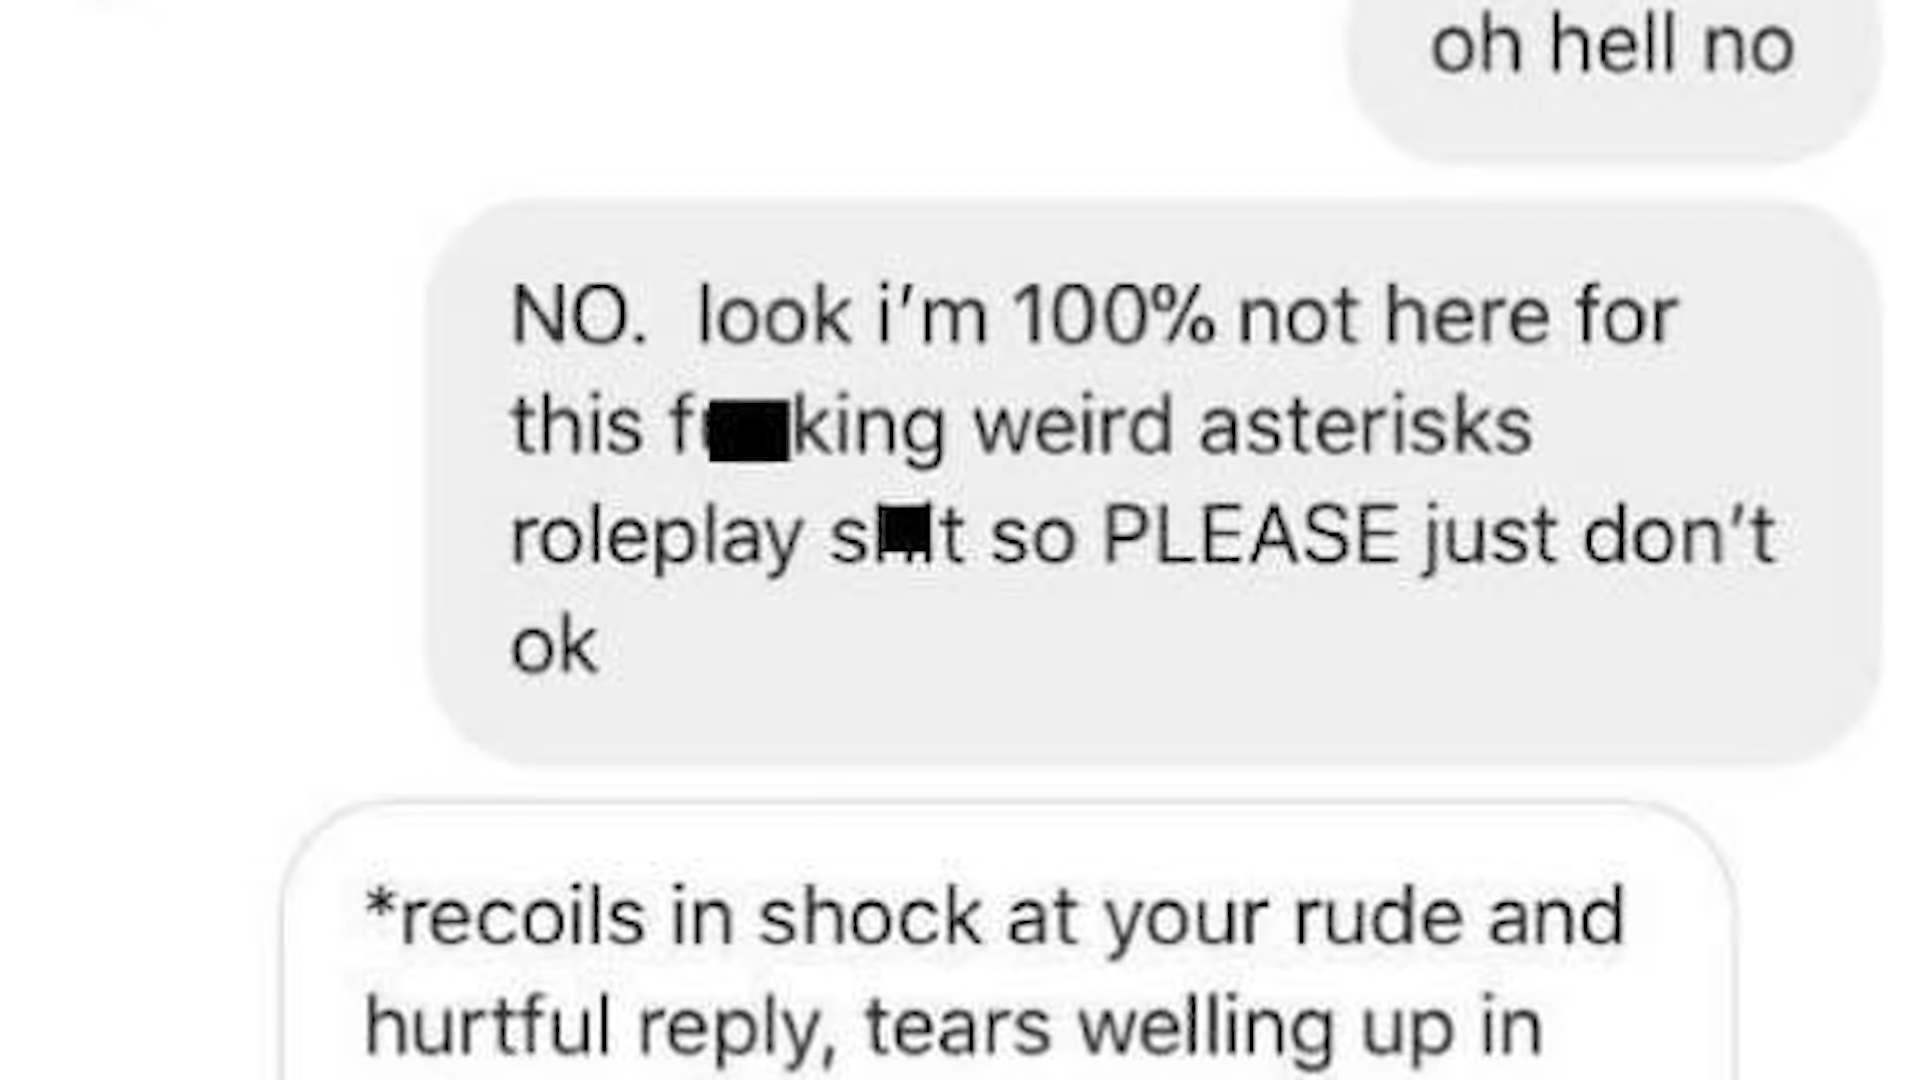 oh hell no
NO.  look i’m 100% not here for
this f■king weird asterisks
roleplay s■t so PLEASE just don’t
ok
*recoils in shock at your rude and
hurtful reply, tears welling up in